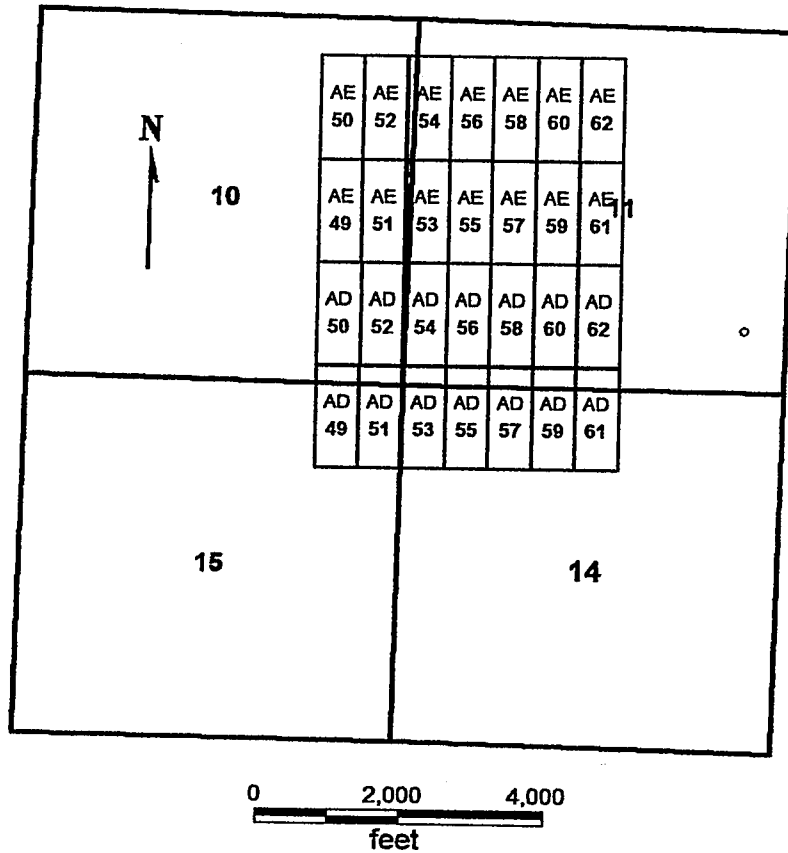 AE AE AE AE AE AE AE
50 52 54 56 58 60 62
N
10
AE AE AE AE AE AE AE
49 51 53 55 57 59 61
11
AD AD AD AD AD AD AD
50 52 54 56 58 60 62
AD AD AD AD AD AD AD
49 51 53 55 57 59 61
15
14
0 2,000 4,000
feet